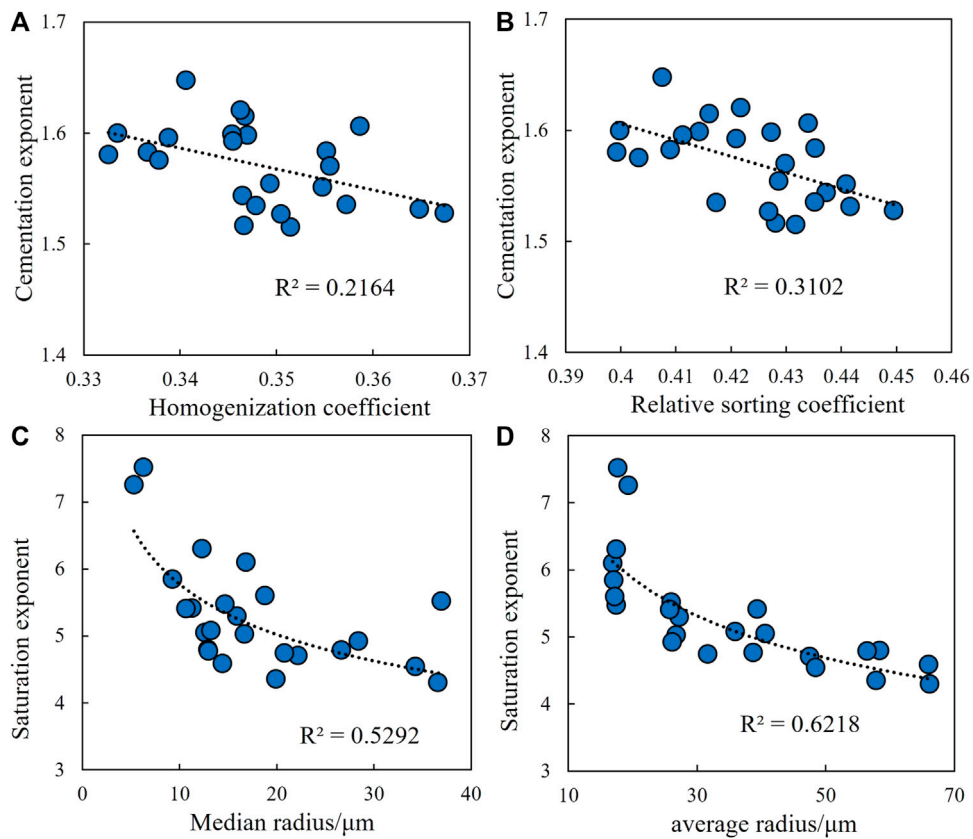 A
1.7
1.6
1.5
1.4
Cementation exponent
R² = 0.2164
0.33 0.34 0.35 0.36 0.37
Homogenization coefficient
B
1.7
1.6
1.5
1.4
Cementation exponent
R² = 0.3102
0.39 0.4 0.41 0.42 0.43 0.44 0.45 0.46
Relative sorting coefficient
C
8
7
6
5
4
3
Saturation exponent
R² = 0.5292
0 10 20 30 40
Median radius/μm
D
8
7
6
5
4
3
Saturation exponent
R² = 0.6218
10 30 50 70
average radius/μm